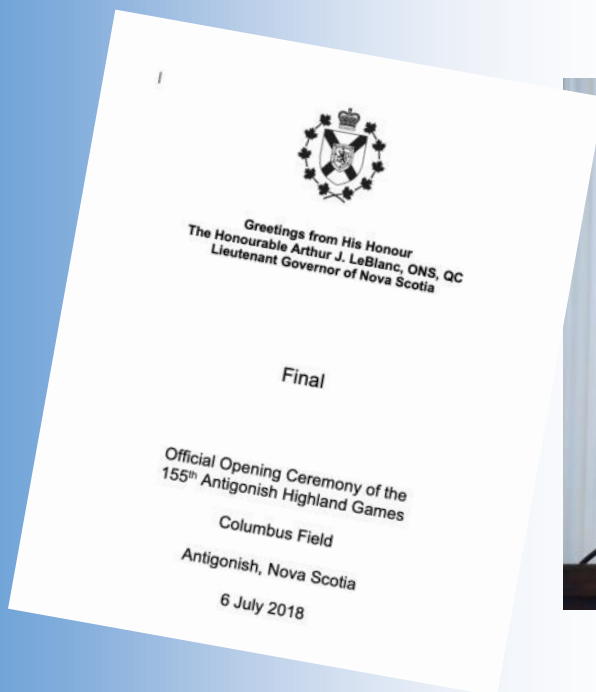 Greetings from His Honour
The Honourable Arthur J. LeBlanc, ONS, QC
Lieutenant Governor of Nova Scotia
Final
Official Opening Ceremony of the
155th Antigonish Highland Games
Columbus Field
Antigonish, Nova Scotia
6 July 2018